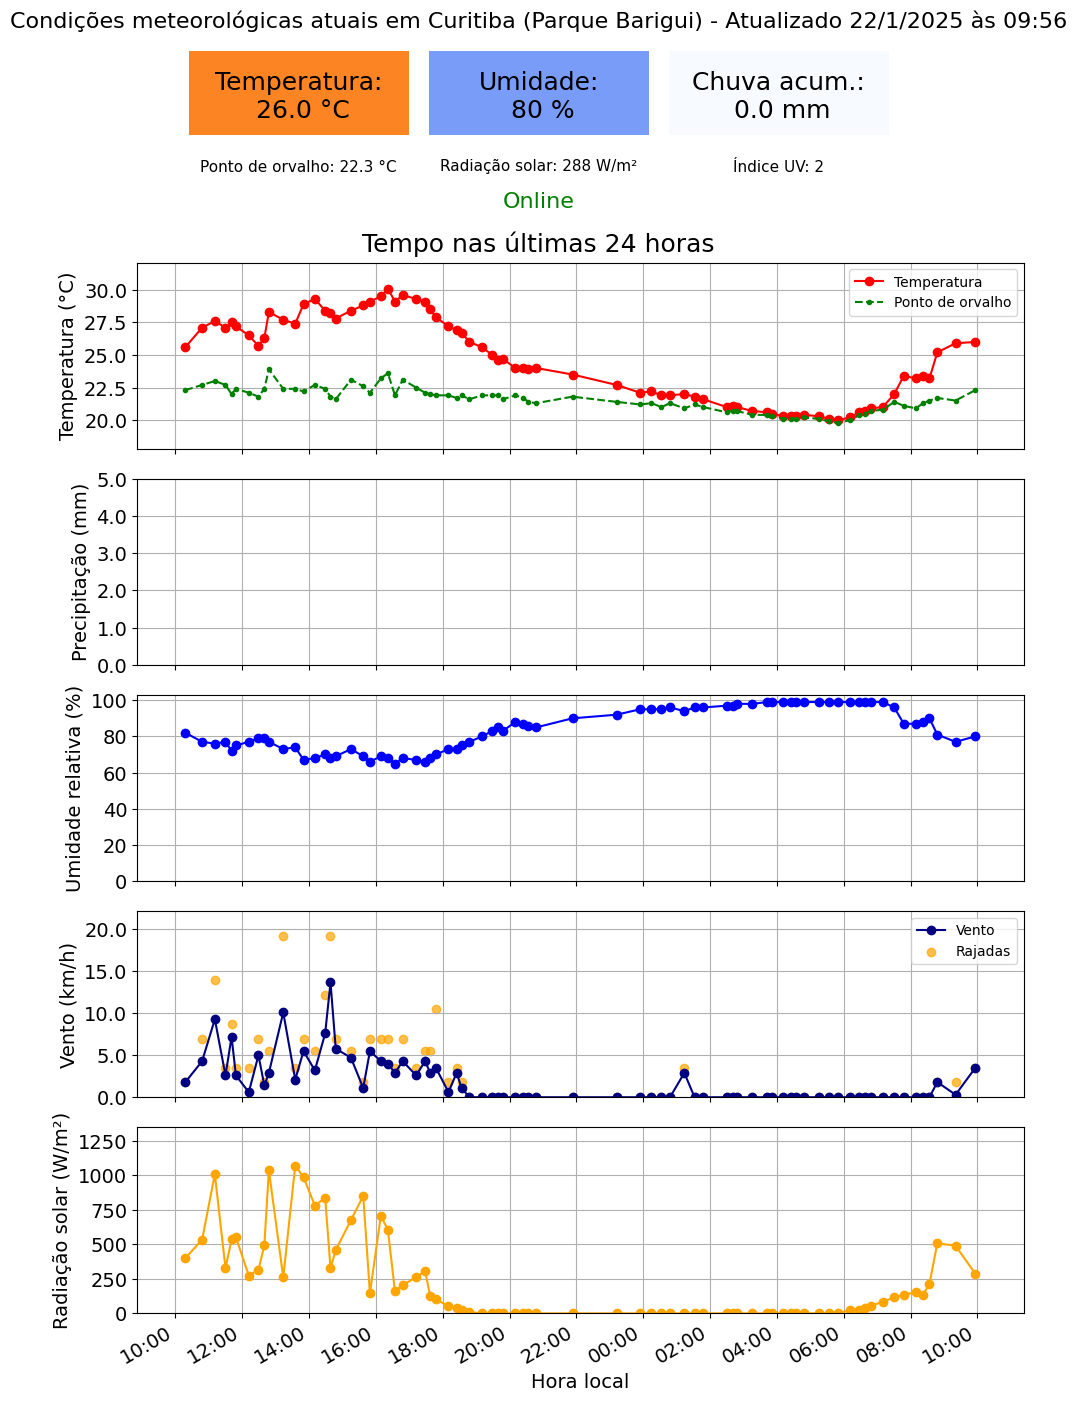 Condições meteorológicas atuais em Curitiba (Parque Barigui) - Atualizado 22/1/2025 às 09:56
Temperatura:
26.0 °C
Umidade:
80 %
Chuva acum.:
0.0 mm
Ponto de orvalho: 22.3 °C
Radiação solar: 288 W/m²
Índice UV: 2
Online
Tempo nas últimas 24 horas
Temperatura (°C)
30.0
27.5
25.0
22.5
20.0
Temperatura
Ponto de orvalho
Precipitação (mm)
5.0
4.0
3.0
2.0
1.0
0.0
Umidade relativa (%)
100
80
60
40
20
0
Vento (km/h)
20.0
15.0
10.0
5.0
0.0
Vento
Rajadas
Radiação solar (W/m²)
1250
1000
750
500
250
0
10:00
12:00
14:00
16:00
18:00
20:00
22:00
00:00
02:00
04:00
06:00
08:00
10:00
Hora local